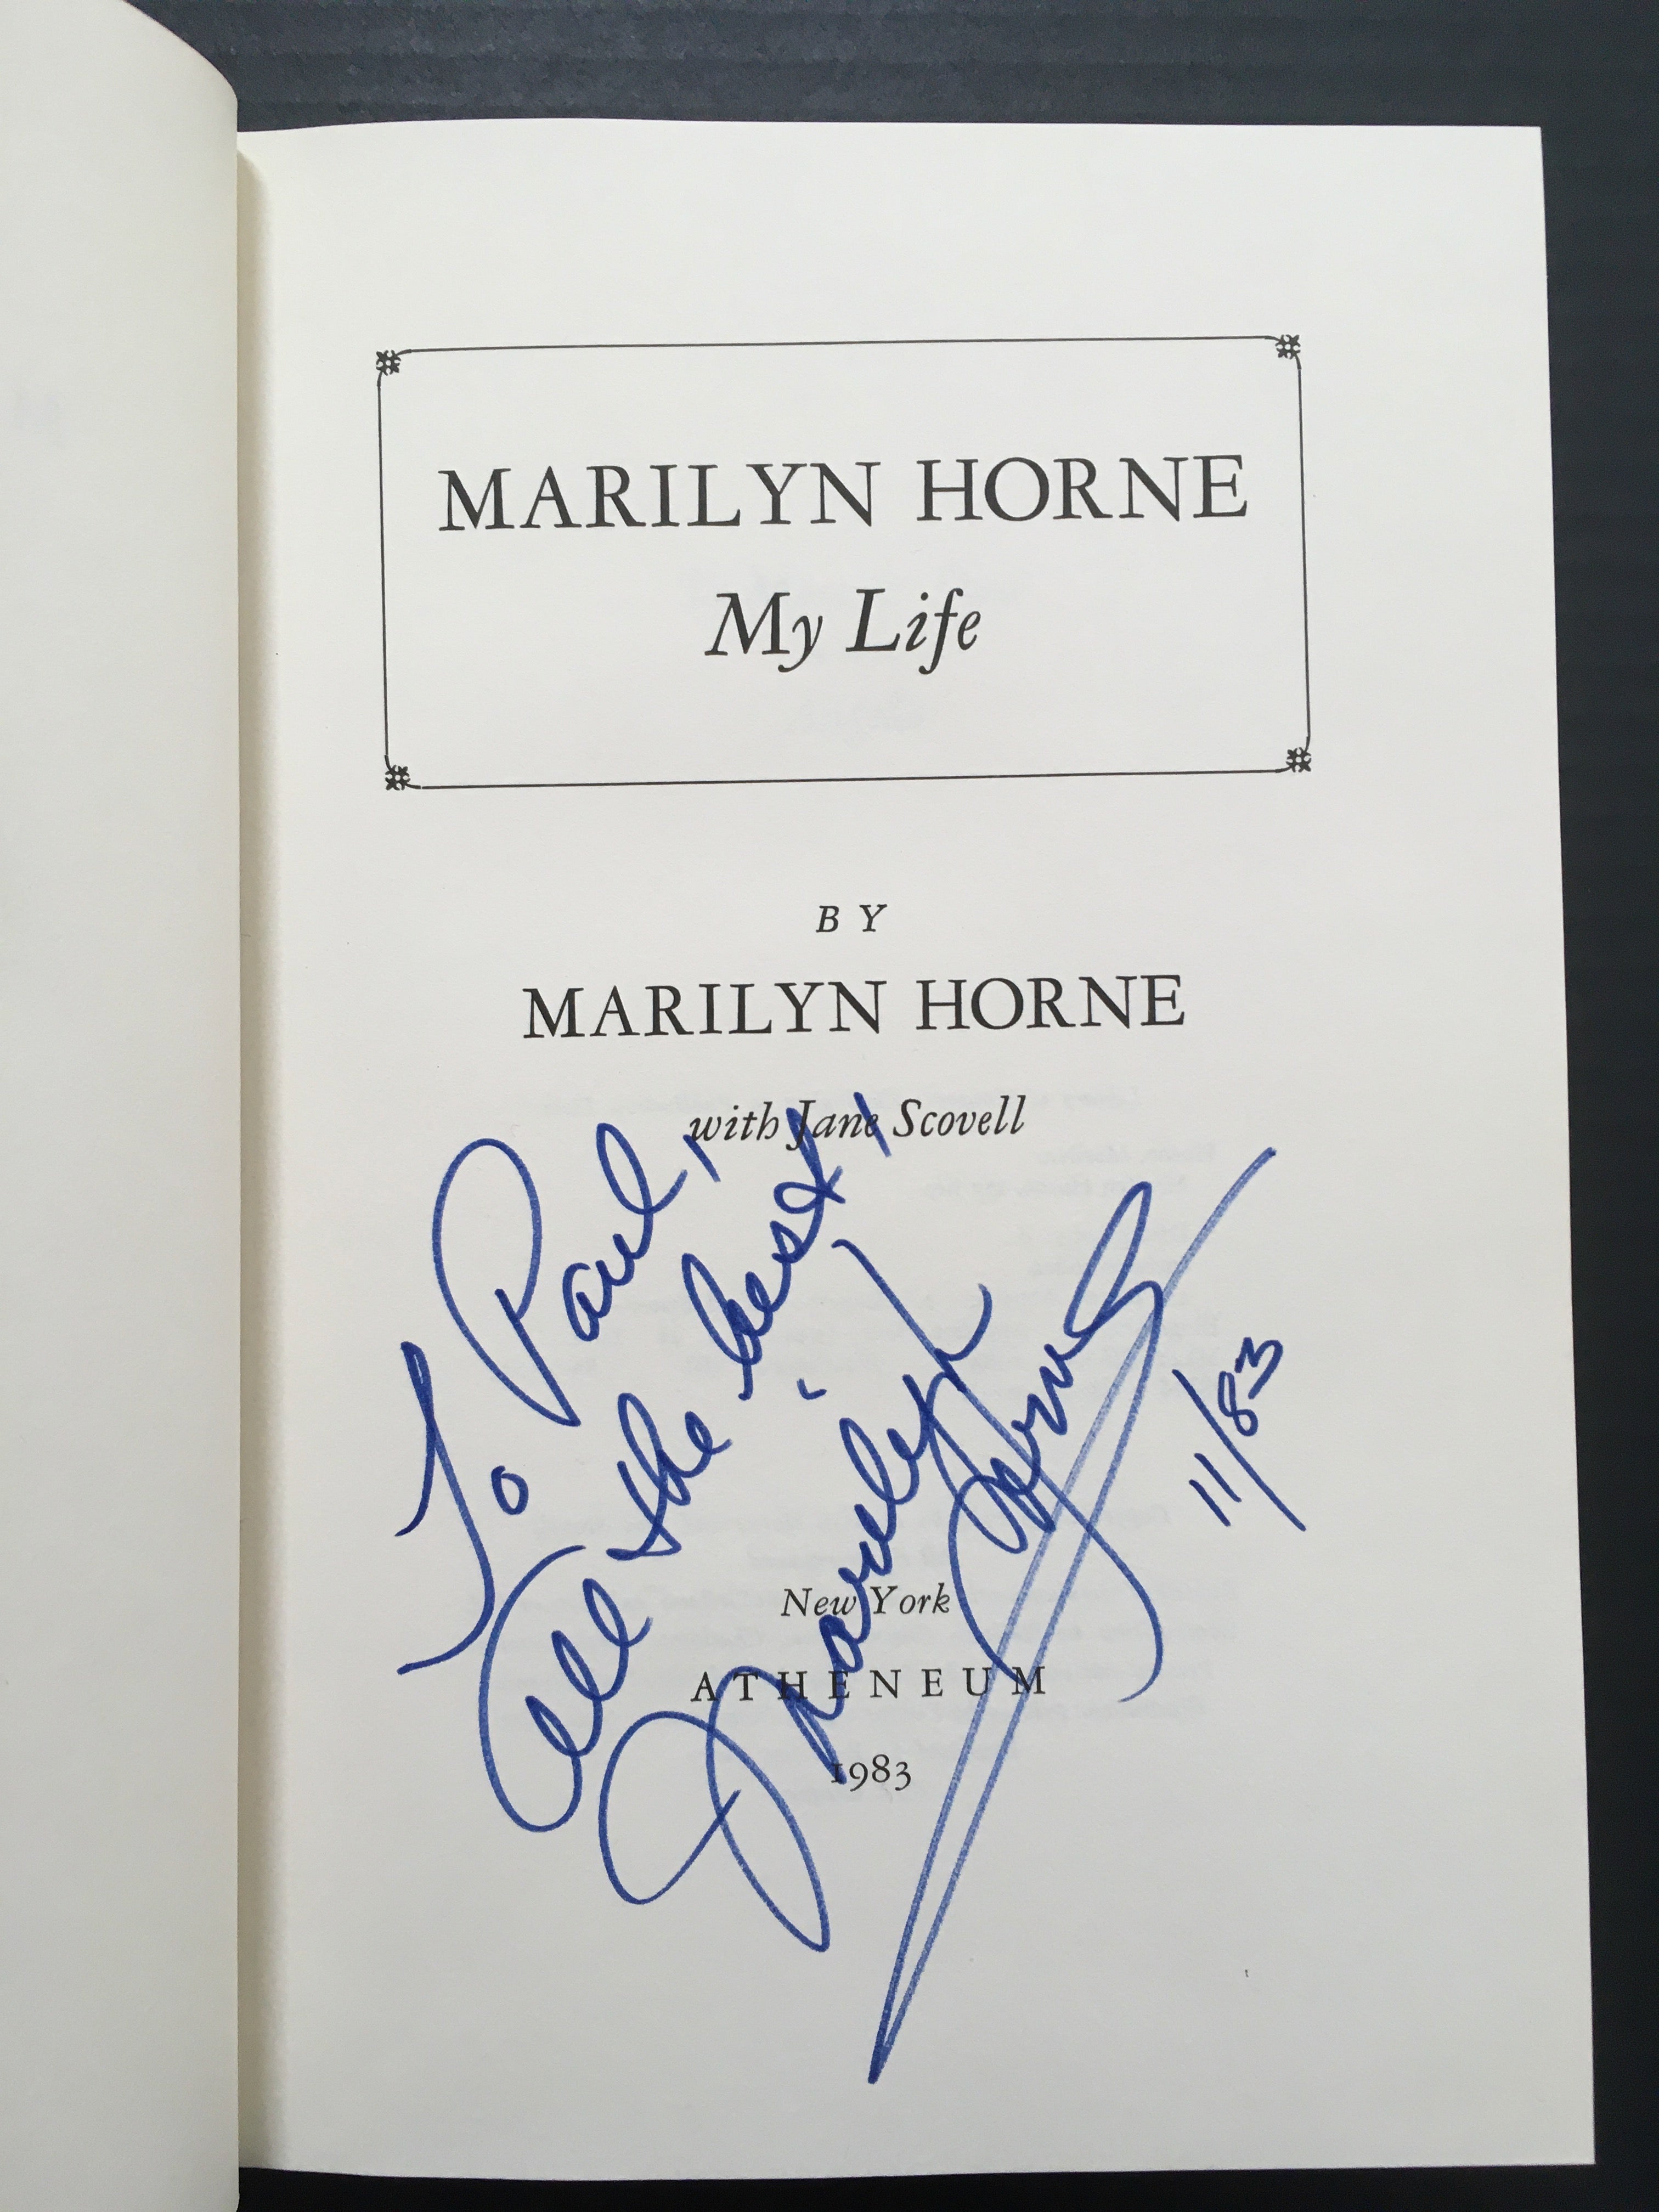 MARILYN HORNE
My Life
BY
MARILYN HORNE
with Jane Scovell
To Paul,
All the best,
Marilyn Horne
11/83
New York
ATHENEUM
1983